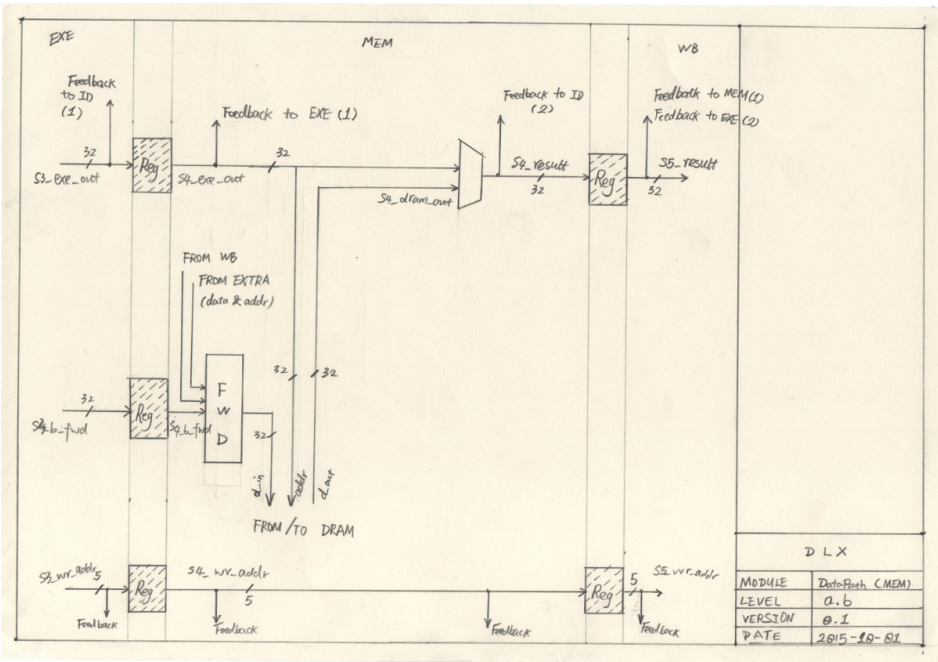 EXE
MEM
WB
Feedback
to ID
(1)
Feedback to EXE (1)
Feedback to ID
(2)
Feedback to MEM(1)
Feedback to EXE (2)
32
S3_exe_out
Reg
S4_exe_out
32
S4_dram_out
S4_result
32
Reg
S5_result
32
FROM WB
FROM EXTRA
(data & addr)
32
Reg
S4_b_fwd
F
W
D
32
32
32
d_in
addr
d_out
FROM/TO DRAM
S3_wr_addr
5
Reg
S4_wr_addr
5
Reg
5
S5_wr_addr
Feedback
Feedback
Feedback
Feedback
DLX
MODULE DataPath (MEM)
LEVEL a.b
VERSION 0.1
DATE 2015-10-01